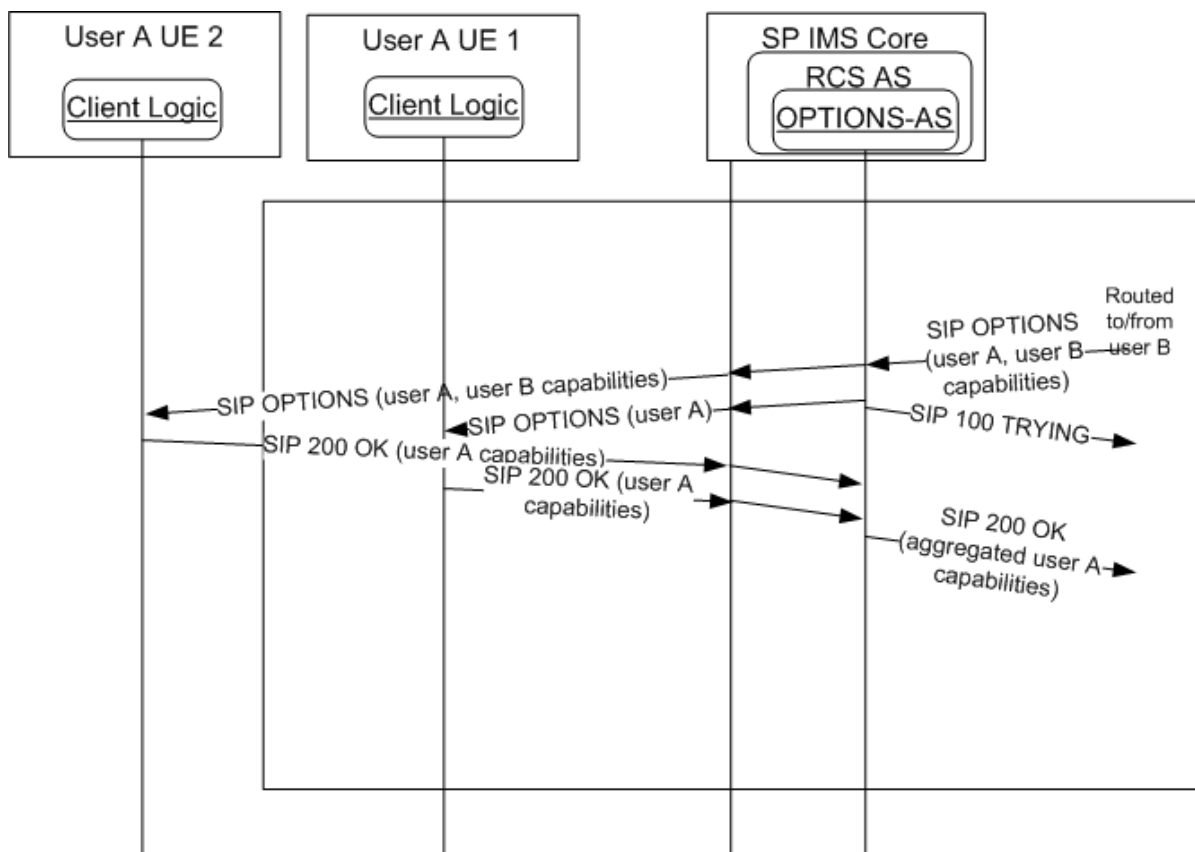 User A UE 2
Client Logic
User A UE 1
Client Logic
SP IMS Core
RCS AS
OPTIONS-AS
Routed
to/from
user B
SIP OPTIONS
(user A, user B
capabilities)
SIP OPTIONS (user A, user B capabilities)
SIP OPTIONS (user A)
SIP 100 TRYING
SIP 200 OK (user A capabilities)
SIP 200 OK (user A
capabilities)
SIP 200 OK
(aggregated user A
capabilities)